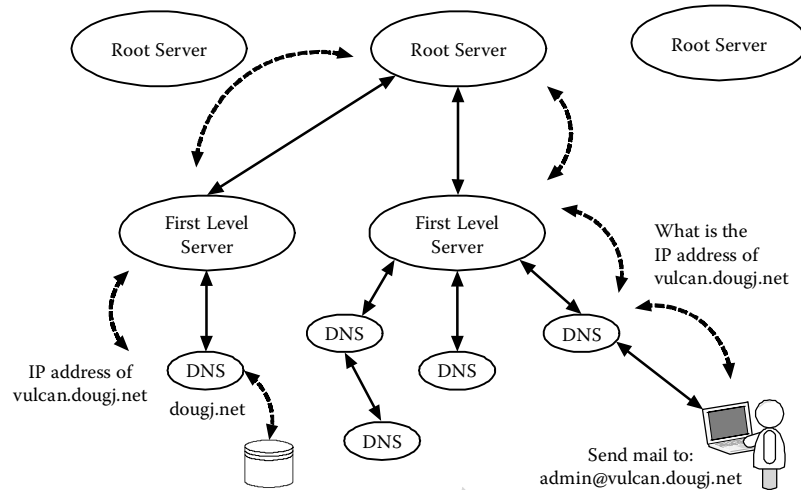 Root Server
Root Server
Root Server
First Level
Server
First Level
Server
What is the
IP address of
vulcan.dougj.net
DNS
DNS
DNS
DNS
IP address of
vulcan.dougj.net
dougj.net
DNS
Send mail to:
admin@vulcan.dougj.net